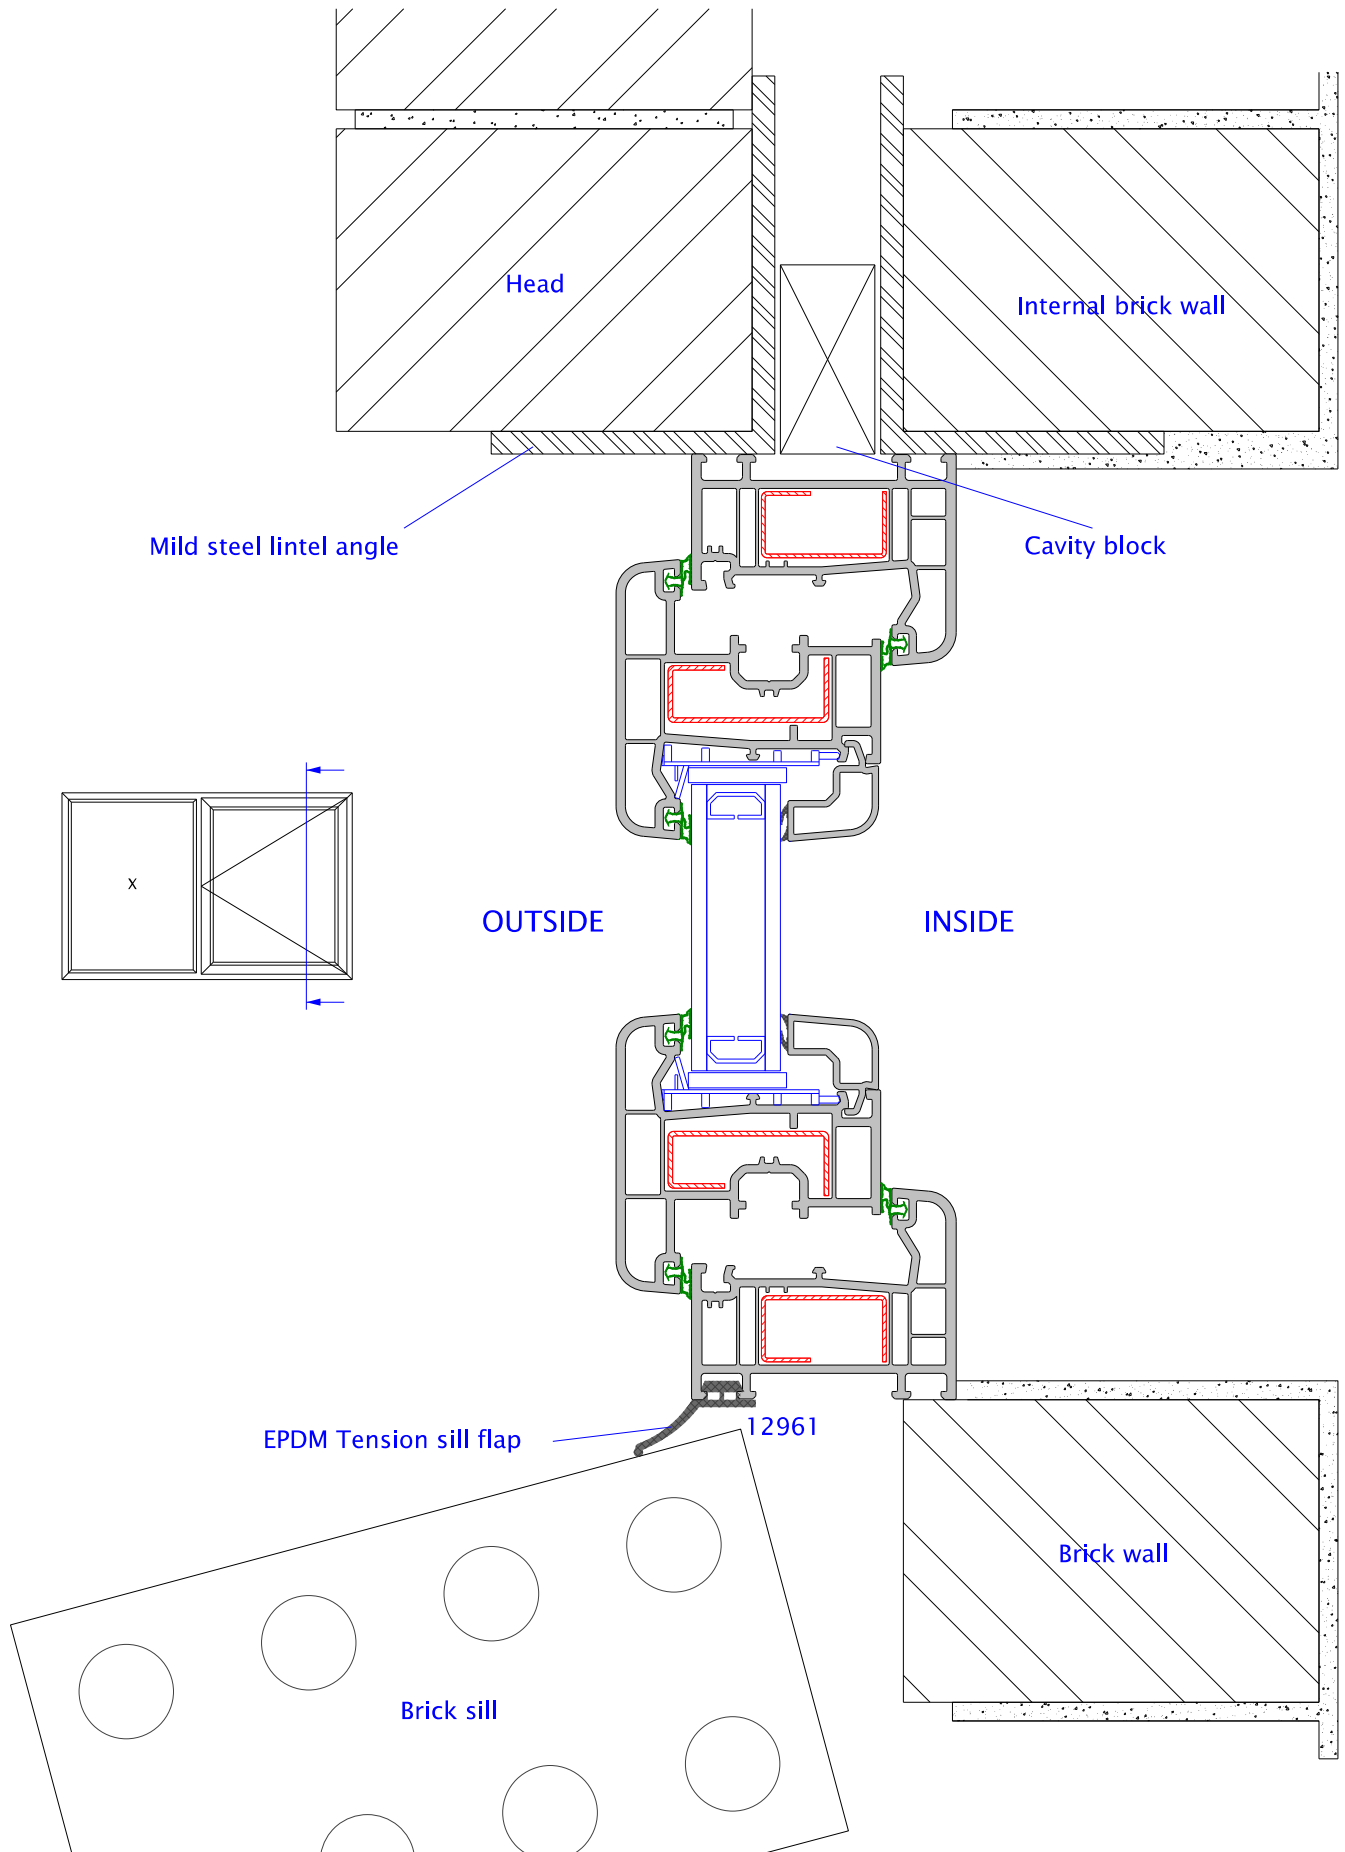 Head
Internal brick wall
Mild steel lintel angle
Cavity block
X
OUTSIDE
INSIDE
12961
EPDM Tension sill flap
Brick wall
Brick sill